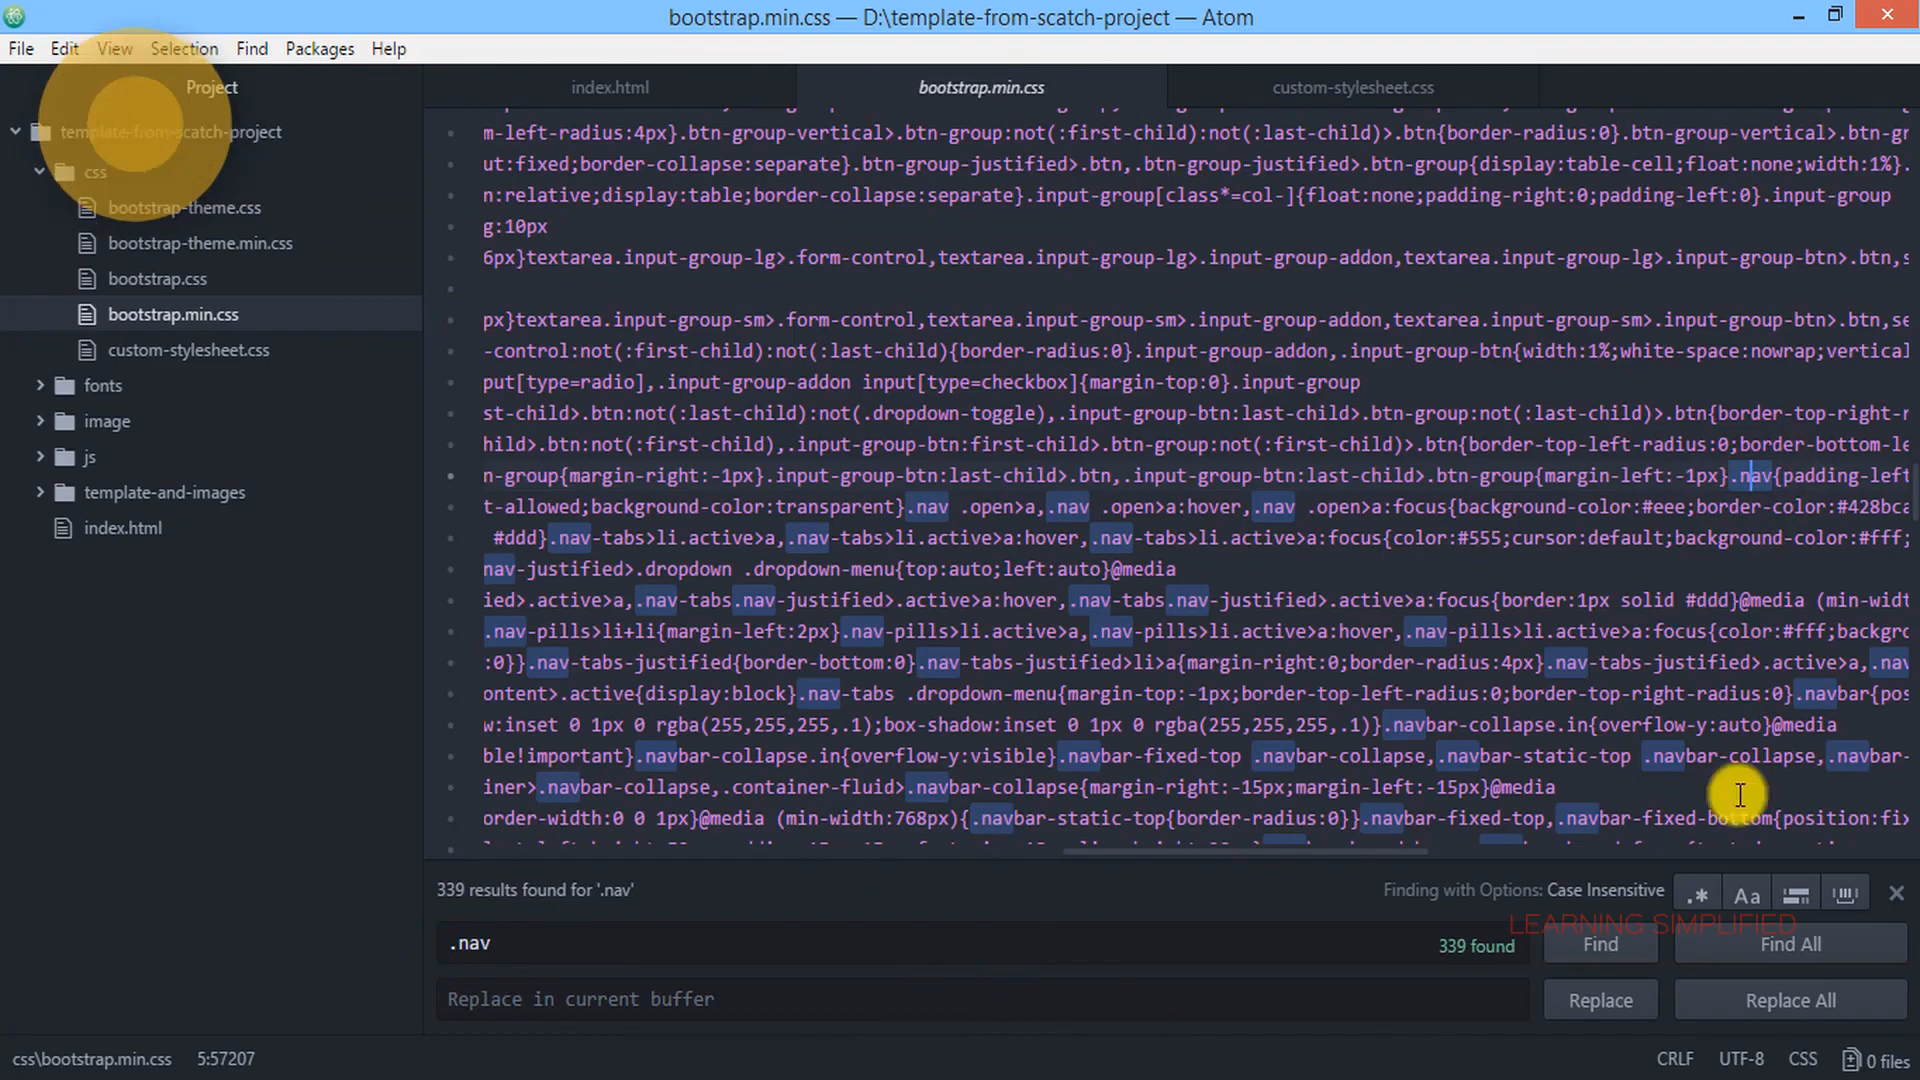 bootstrap.min.css — D:\template-from-scatch-project — Atom
File Edit View Selection Find Packages Help
Project
index.html
bootstrap.min.css
custom-stylesheet.css
template-from-scatch-project
css
bootstrap-theme.css
bootstrap-theme.min.css
bootstrap.css
bootstrap.min.css
custom-stylesheet.css
fonts
image
js
template-and-images
index.html
m-left-radius:4px}.btn-group-vertical>.btn-group:not(:first-child):not(:last-child)>.btn{border-radius:0}.btn-group-vertical>.btn-gr
ut:fixed;border-collapse:separate}.btn-group-justified>.btn,.btn-group-justified>.btn-group{display:table-cell;float:none;width:1%}.
n:relative;display:table;border-collapse:separate}.input-group[class*=col-]{float:none;padding-right:0;padding-left:0}.input-group
g:10px
6px}textarea.input-group-lg>.form-control,textarea.input-group-lg>.input-group-addon,textarea.input-group-lg>.input-group-btn>.btn,s
px}textarea.input-group-sm>.form-control,textarea.input-group-sm>.input-group-addon,textarea.input-group-sm>.input-group-btn>.btn,se
-control:not(:first-child):not(:last-child){border-radius:0}.input-group-addon,.input-group-btn{width:1%;white-space:nowrap;vertical
put[type=radio],.input-group-addon input[type=checkbox]{margin-top:0}.input-group
st-child>.btn:not(:last-child):not(.dropdown-toggle),.input-group-btn:last-child>.btn-group:not(:last-child)>.btn{border-top-right-r
hild>.btn:not(:first-child),.input-group-btn:first-child>.btn-group:not(:first-child)>.btn{border-top-left-radius:0;border-bottom-le
n-group{margin-right:-1px}.input-group-btn:last-child>.btn,.input-group-btn:last-child>.btn-group{margin-left:-1px}.nav{padding-left
t-allowed;background-color:transparent}.nav .open>a,.nav .open>a:hover,.nav .open>a:focus{background-color:#eee;border-color:#428bca
#ddd}.nav-tabs>li.active>a,.nav-tabs>li.active>a:hover,.nav-tabs>li.active>a:focus{color:#555;cursor:default;background-color:#fff;
nav-justified>.dropdown .dropdown-menu{top:auto;left:auto}@media
ied>.active>a,.nav-tabs.nav-justified>.active>a:hover,.nav-tabs.nav-justified>.active>a:focus{border:1px solid #ddd}@media (min-widt
.nav-pills>li+li{margin-left:2px}.nav-pills>li.active>a,.nav-pills>li.active>a:hover,.nav-pills>li.active>a:focus{color:#fff;backgro
:0}}.nav-tabs-justified{border-bottom:0}.nav-tabs-justified>li>a{margin-right:0;border-radius:4px}.nav-tabs-justified>.active>a,.nav
ontent>.active{display:block}.nav-tabs .dropdown-menu{margin-top:-1px;border-top-left-radius:0;border-top-right-radius:0}.navbar{pos
w:inset 0 1px 0 rgba(255,255,255,.1);box-shadow:inset 0 1px 0 rgba(255,255,255,.1)}.navbar-collapse.in{overflow-y:auto}@media
ble!important}.navbar-collapse.in{overflow-y:visible}.navbar-fixed-top .navbar-collapse,.navbar-static-top .navbar-collapse,.navbar-
iner>.navbar-collapse,.container-fluid>.navbar-collapse{margin-right:-15px;margin-left:-15px}@media
order-width:0 0 1px}@media (min-width:768px){.navbar-static-top{border-radius:0}}.navbar-fixed-top,.navbar-fixed-bottom{position:fix
339 results found for '.nav'
Finding with Options: Case Insensitive
.* Aa
LEARNING SIMPLIFIED
.nav
339 found
Find
Find All
Replace in current buffer
Replace
Replace All
css\bootstrap.min.css 5:57207
CRLF UTF-8 CSS 0 files